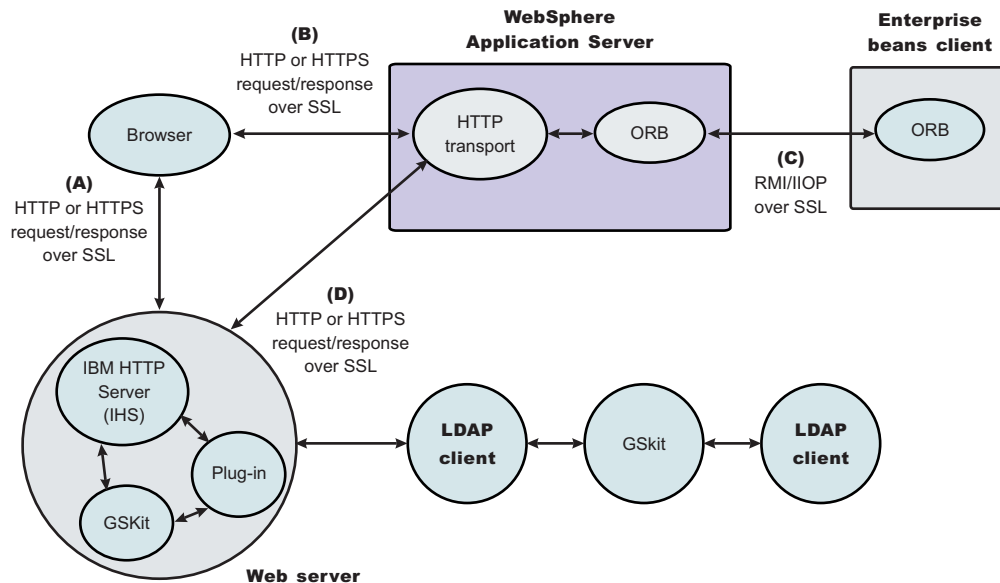 WebSphere
Application Server
Enterprise
beans client
(B)
HTTP or HTTPS
request/response
over SSL
Browser
HTTP
transport
ORB
ORB
(C)
RMI/IIOP
over SSL
(A)
HTTP or HTTPS
request/response
over SSL
(D)
HTTP or HTTPS
request/response
over SSL
IBM HTTP
Server
(IHS)
Plug-in
GSKit
Web server
LDAP
client
GSkit
LDAP
client